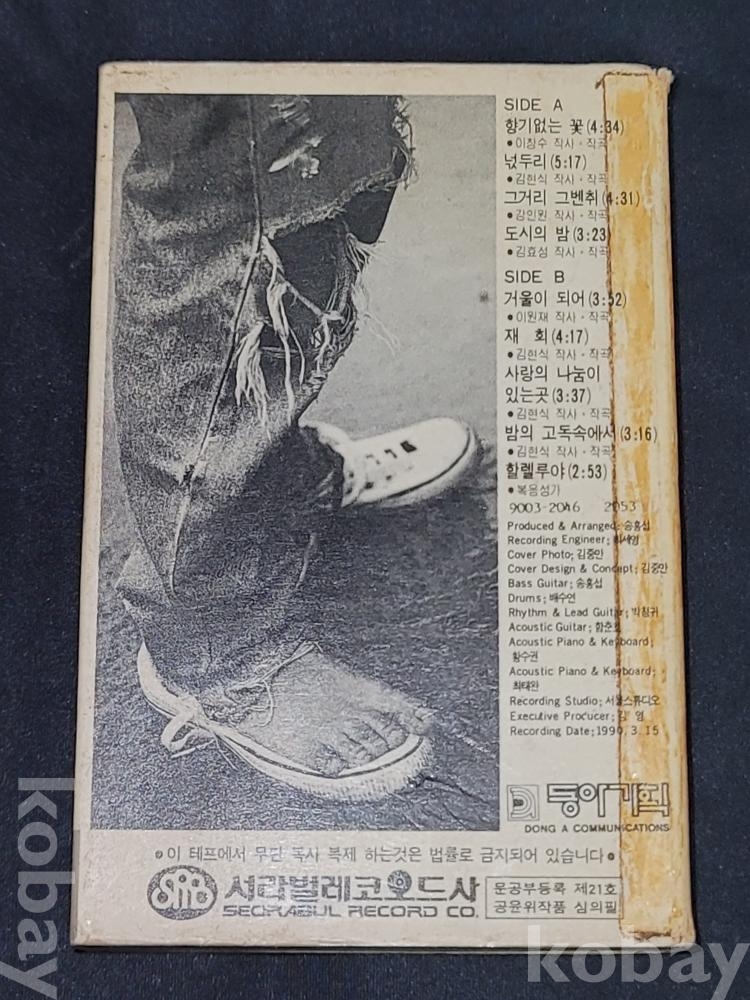 SIDE A
향기없는 꽃(4:34)
•이장수 작사·작곡
넋두리(5:17)
•김현식 작사·작곡
그거리 그벤취(4:31)
•강인원 작사·작곡
도시의 밤(3:23)
•김효성 작사·작곡
SIDE B
거울이 되어(3:52)
•이원재 작사·작곡
재 회(4:17)
•김현식 작사·작곡
사랑의 나눔이
있는곳(3:37)
•김현식 작사·작곡
밤의 고독속에서(3:16)
•김현식 작사·작곡
할렐루야(2:53)
•복음성가
9003-2046 2053
Produced & Arranged; 송홍섭
Recording Engineer; 최세영
Cover Photo; 김중만
Cover Design & Concept; 김중만
Bass Guitar; 송홍섭
Drums; 배수연
Rhythm & Lead Guitar; 박청귀
Acoustic Guitar; 함준호
Acoustic Piano & Keyboard;
황수권
Acoustic Piano & Keyboard;
최태완
Recording Studio; 서울스튜디오
Executive Producer; 김 영
Recording Date; 1990. 3. 15
동아기획
DONG A COMMUNICATIONS
•이 테프에서 무단 복사 복제 하는것은 법률로 금지되어 있습니다•
SRB 서라벌레코오드사
SEORABUL RECORD CO.
문공부등록 제21호
공윤위작품 심의필
kobay
kobay